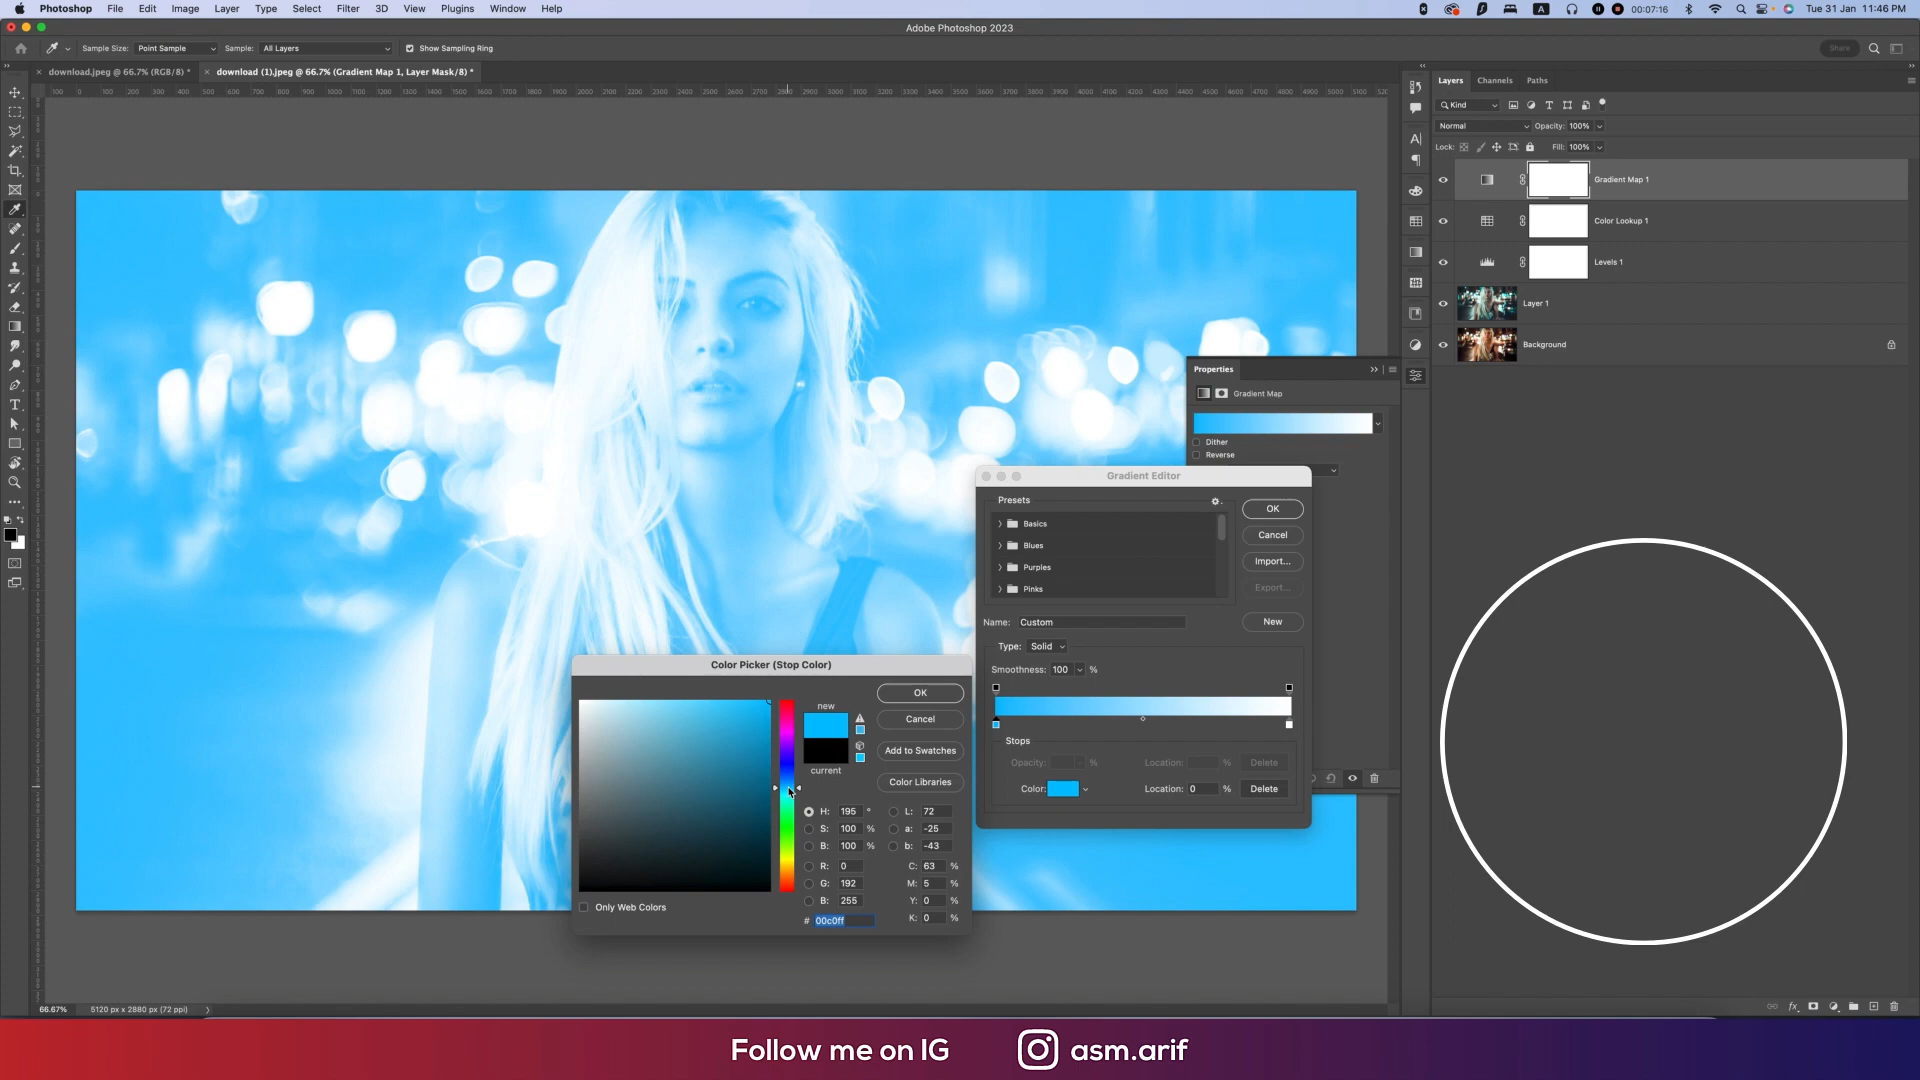 Photoshop File Edit Image Layer Type Select Filter 3D View Plugins Window Help
A 00:07:16 Tue 31 Jan 11:46 PM
Adobe Photoshop 2023
Sample Size: Point Sample Sample: All Layers Show Sampling Ring Share
download.jpeg @ 66.7% (RGB/8) * download (1).jpeg @ 66.7% (Gradient Map 1, Layer Mask/8) *
Layers Channels Paths
Kind
Normal Opacity: 100%
Lock: Fill: 100%
Gradient Map 1
Color Lookup 1
Levels 1
Layer 1
Background
Properties
Gradient Map
Dither
Reverse
Gradient Editor
Presets
Basics
Blues
Purples
Pinks
OK
Cancel
Import...
Export...
Name: Custom
New
Type: Solid
Smoothness: 100 %
Stops
Opacity: % Location: % Delete
Color: Location: 0 % Delete
Color Picker (Stop Color)
new
current
OK
Cancel
Add to Swatches
Color Libraries
H: 195 ° L: 72
S: 100 % a: -25
B: 100 % b: -43
R: 0 C: 63 %
G: 192 M: 5 %
B: 255 Y: 0 %
# 00c0ff K: 0 %
Only Web Colors
66.67% 5120 px x 2880 px (72 ppi)
Follow me on IG asm.arif